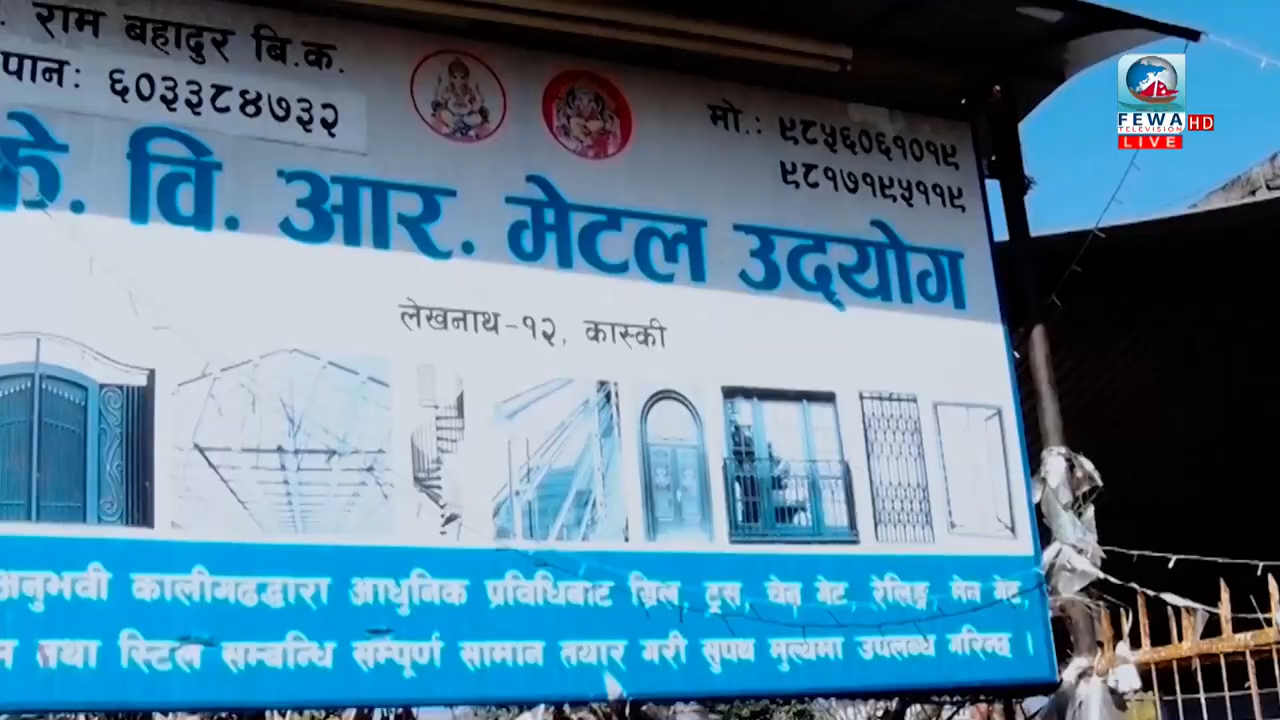 . राम बहादुर बि.क.
पान: ६०३३८४७३२
मो.: ९८५६०६१०१९
९८१७१९५११९
के. वि. आर. मेटल उद्योग
लेखनाथ-१२, कास्की
अनुभवी कालीगढद्वारा आधुनिक प्रविधिबाट ग्रिल, ट्रस, चेन गेट, रेलिङ्ग मेन गेट,
तथा स्टिल सम्बन्धि सम्पूर्ण सामान तयार गरी सुपथ मुल्यमा उपलब्ध गरिन्छ ।
FEWA HD
TELEVISION
LIVE